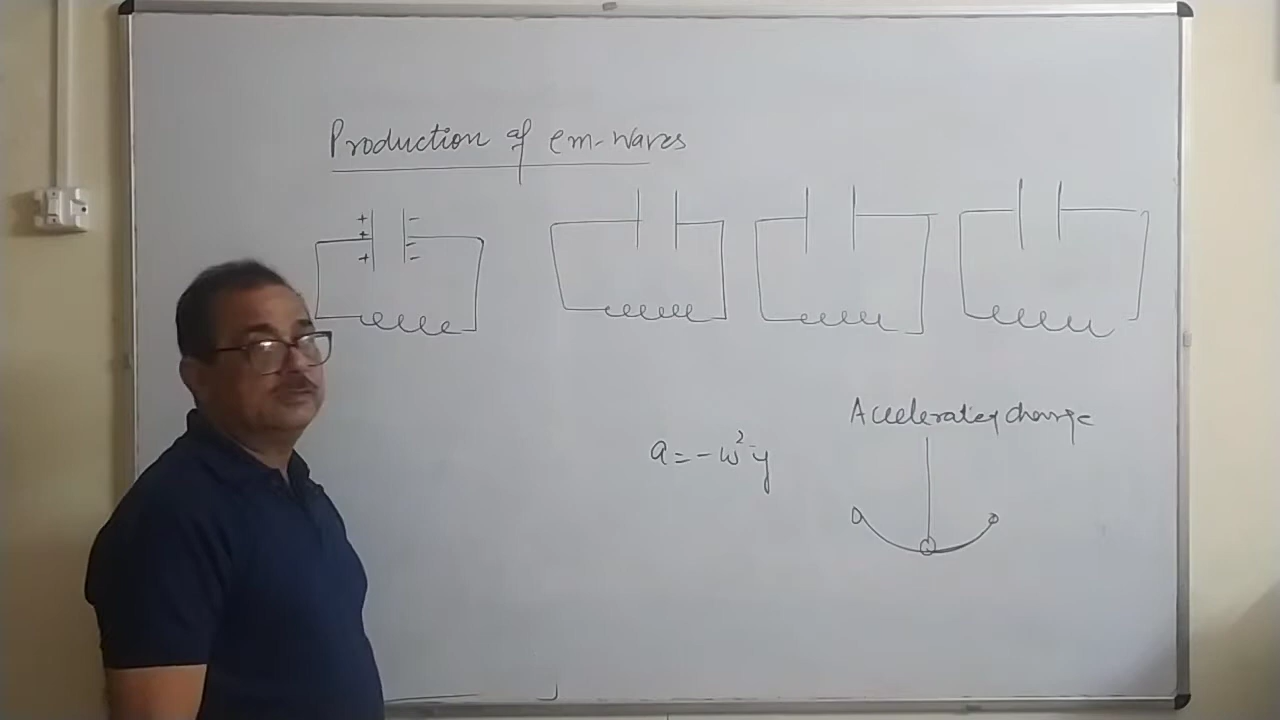 Production of em-waves
+ -
+ -
+ -
Accelerating charge
a = -ω²y